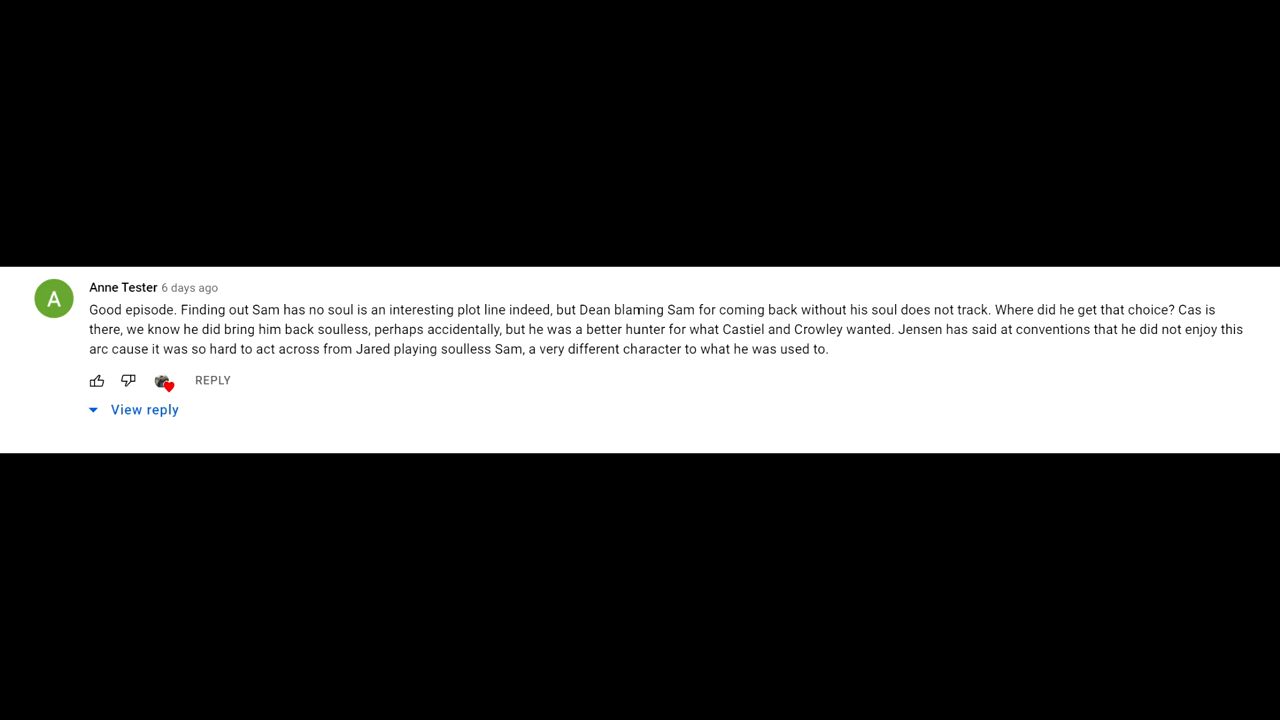 A
Anne Tester 6 days ago
Good episode. Finding out Sam has no soul is an interesting plot line indeed, but Dean blaming Sam for coming back without his soul does not track. Where did he get that choice? Cas is
there, we know he did bring him back soulless, perhaps accidentally, but he was a better hunter for what Castiel and Crowley wanted. Jensen has said at conventions that he did not enjoy this
arc cause it was so hard to act across from Jared playing soulless Sam, a very different character to what he was used to.
REPLY
View reply